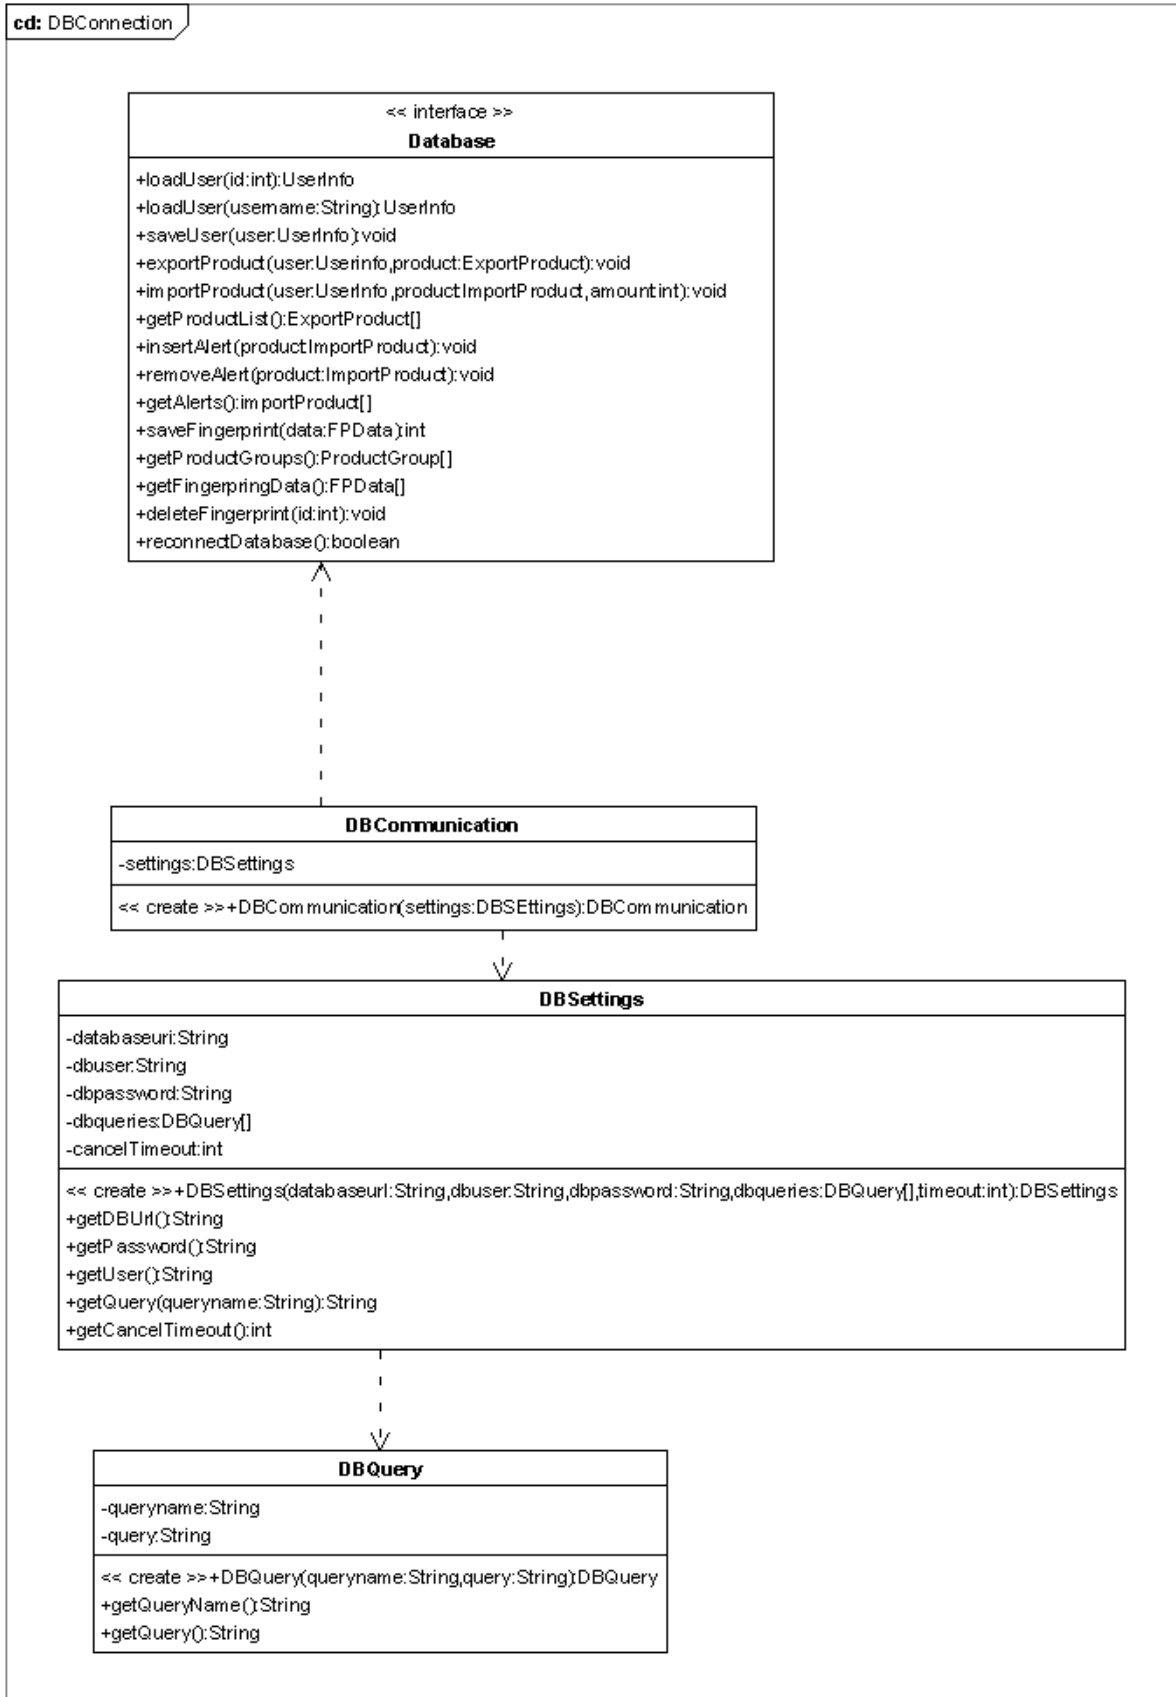 cd: DBConnection
<< interface >>
Database
+loadUser(id:int):UserInfo
+loadUser(username:String):UserInfo
+saveUser(user:UserInfo):void
+exportProduct(user:Userinfo,product:ExportProduct):void
+importProduct(user:UserInfo,product:ImportProduct,amount:int):void
+getProductList():ExportProduct[]
+insertAlert(product:ImportProduct):void
+removeAlert(product:ImportProduct):void
+getAlerts():importProduct[]
+saveFingerprint(data:FPData):int
+getProductGroups():ProductGroup[]
+getFingerpringData():FPData[]
+deleteFingerprint(id:int):void
+reconnectDatabase():boolean
DBCommunication
-settings:DBSettings
<< create >>+DBCommunication(settings:DBSEttings):DBCommunication
DBSettings
-databaseurl:String
-dbuser:String
-dbpassword:String
-dbqueries:DBQuery[]
-cancelTimeout:int
<< create >>+DBSettings(databaseurl:String,dbuser:String,dbpassword:String,dbqueries:DBQuery[],timeout:int):DBSettings
+getDBUrl():String
+getPassword():String
+getUser():String
+getQuery(queryname:String):String
+getCancelTimeout():int
DBQuery
-queryname:String
-query:String
<< create >>+DBQuery(queryname:String,query:String):DBQuery
+getQueryName():String
+getQuery():String